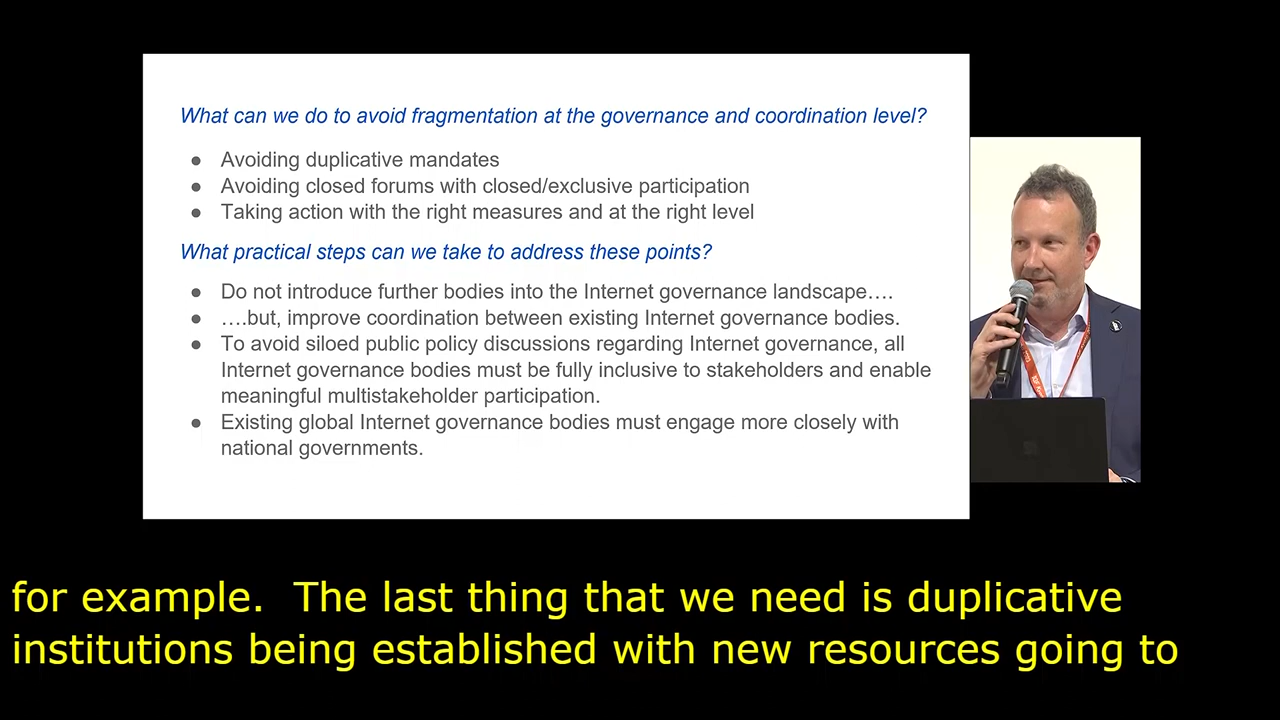 What can we do to avoid fragmentation at the governance and coordination level?
● Avoiding duplicative mandates
● Avoiding closed forums with closed/exclusive participation
● Taking action with the right measures and at the right level
What practical steps can we take to address these points?
● Do not introduce further bodies into the Internet governance landscape….
● ….but, improve coordination between existing Internet governance bodies.
● To avoid siloed public policy discussions regarding Internet governance, all
Internet governance bodies must be fully inclusive to stakeholders and enable
meaningful multistakeholder participation.
● Existing global Internet governance bodies must engage more closely with
national governments.
for example.  The last thing that we need is duplicative
institutions being established with new resources going to